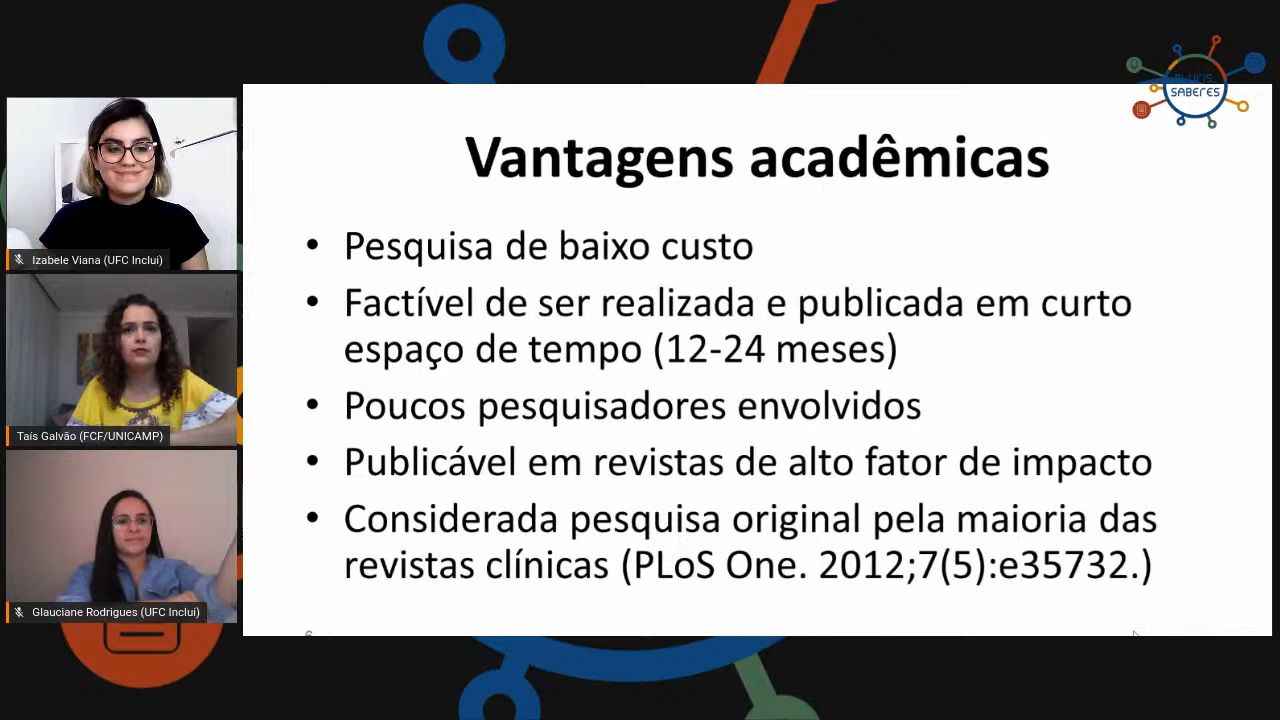 PLURIS
SABERES
Vantagens acadêmicas
• Pesquisa de baixo custo
• Factível de ser realizada e publicada em curto
espaço de tempo (12-24 meses)
• Poucos pesquisadores envolvidos
• Publicável em revistas de alto fator de impacto
• Considerada pesquisa original pela maioria das
revistas clínicas (PLoS One. 2012;7(5):e35732.)
Izabele Viana (UFC Inclui)
Taís Galvão (FCF/UNICAMP)
Glauciane Rodrigues (UFC Inclui)